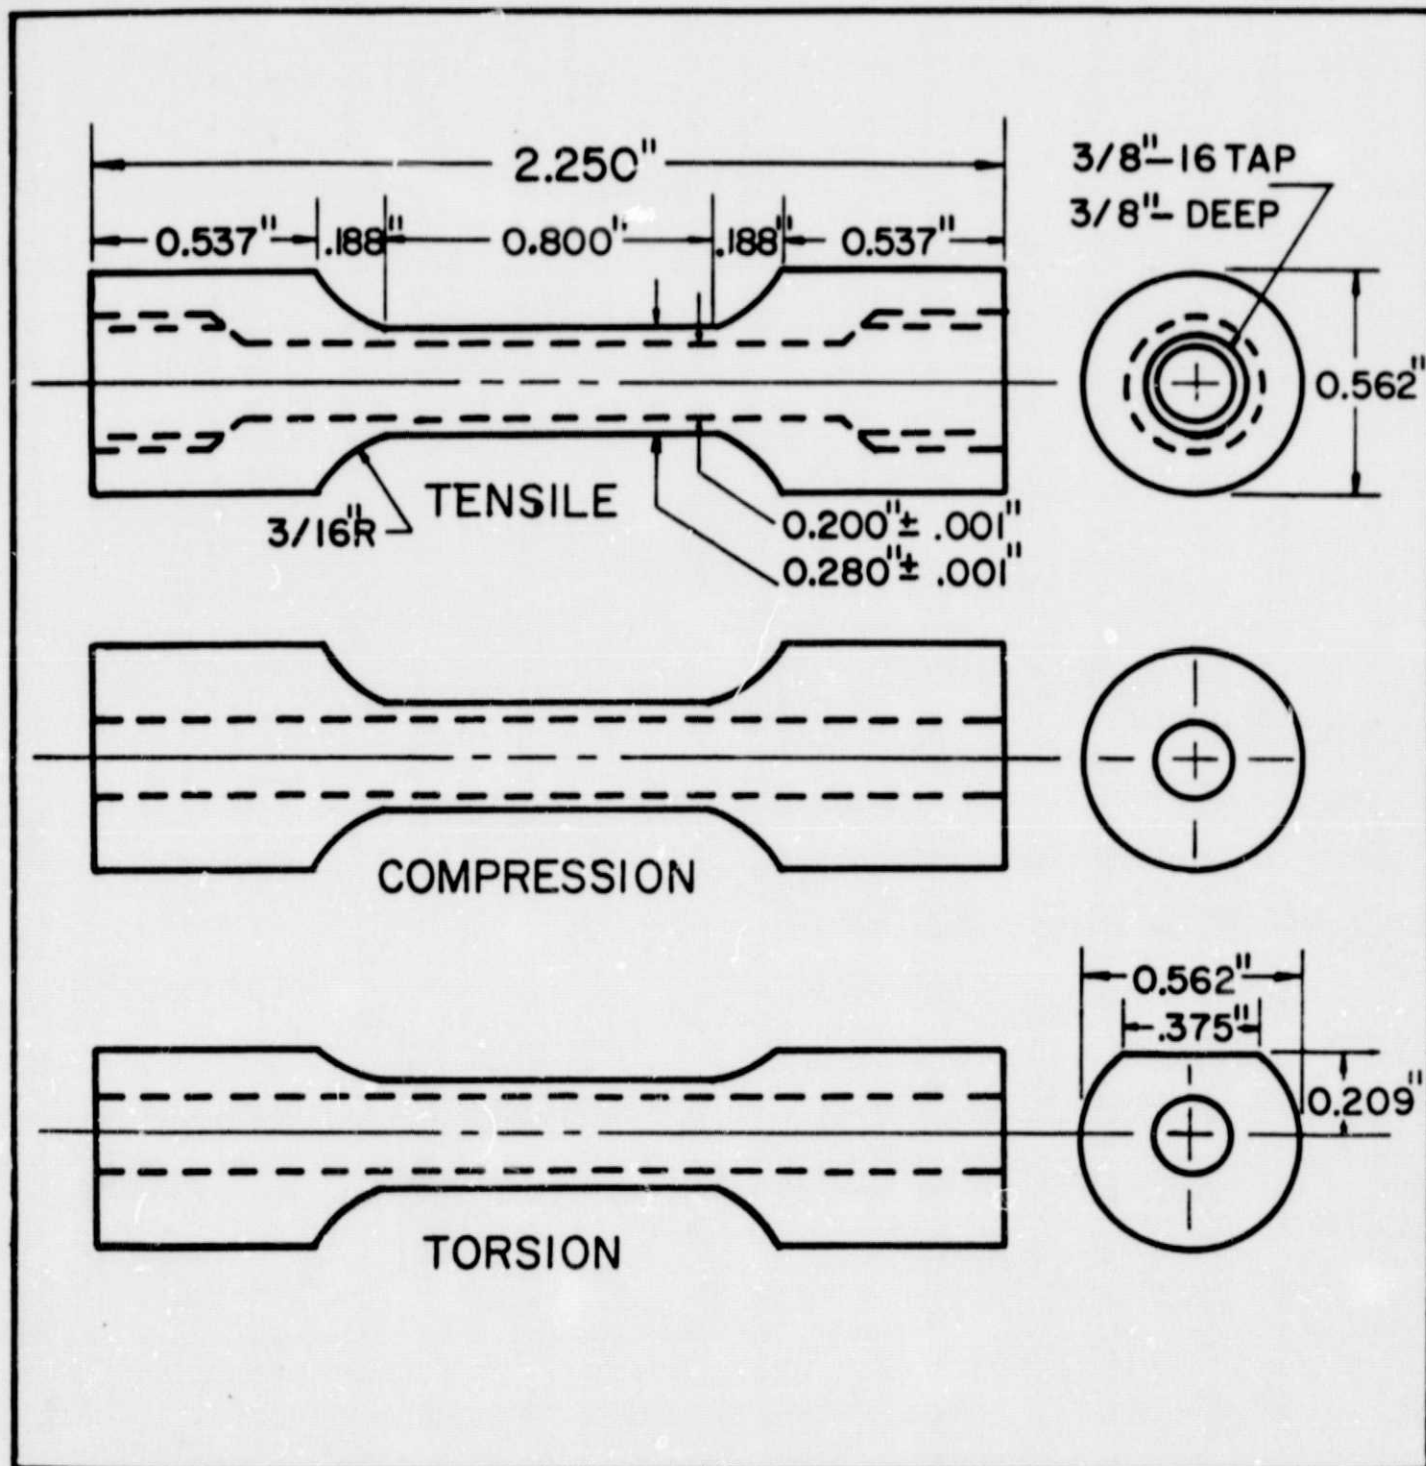 2.250"
3/8"-16 TAP
3/8"- DEEP
0.537" .188" 0.800" .188" 0.537"
0.562"
TENSILE
3/16"R
0.200"± .001"
0.280"± .001"
COMPRESSION
0.562"
.375"
0.209"
TORSION